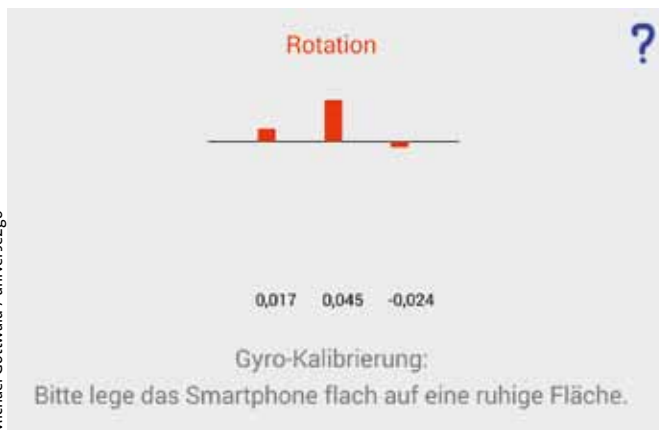 Rotation
?
0,017 0,045 -0,024
Gyro-Kalibrierung:
Bitte lege das Smartphone flach auf eine ruhige Fläche.